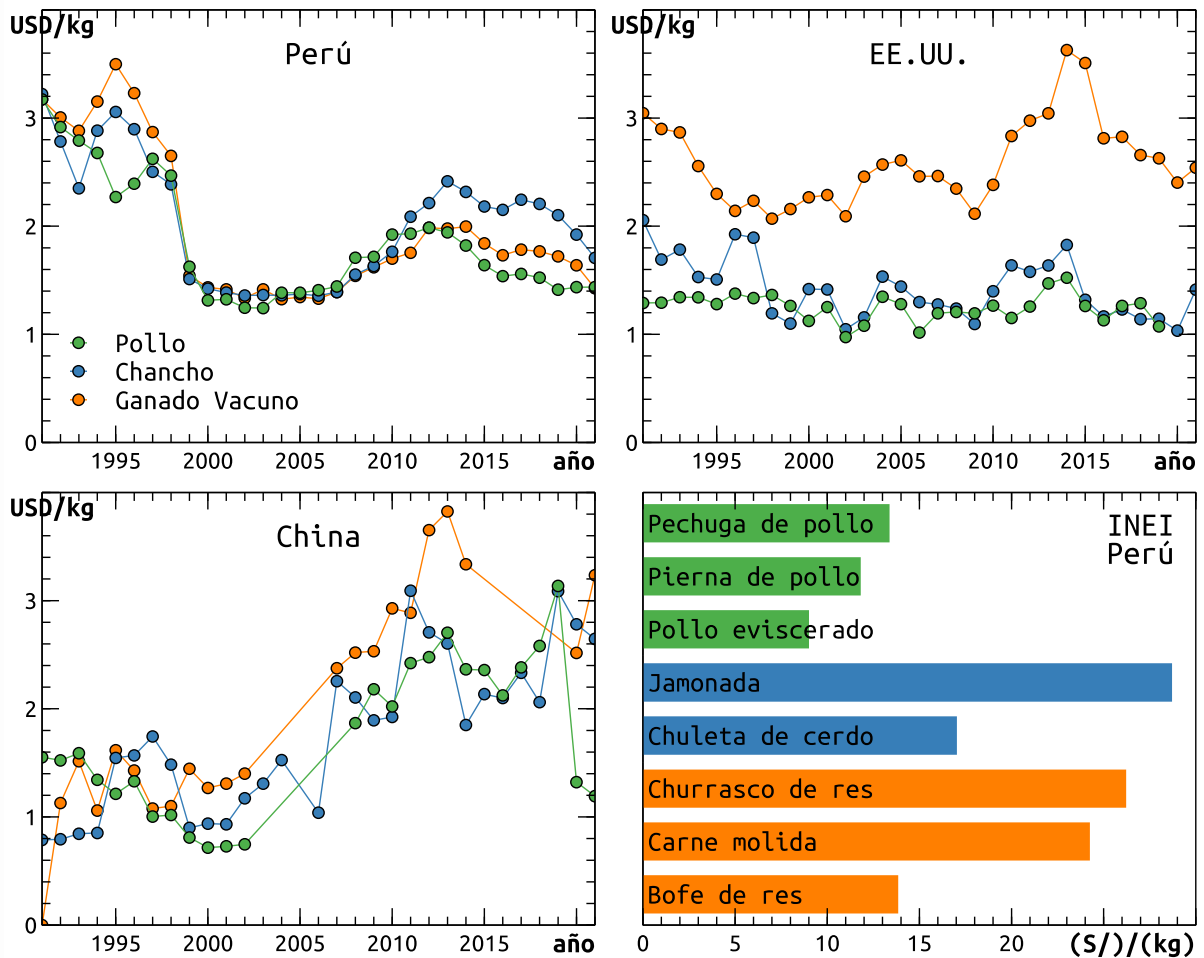 USD/kg
Perú
3
2
1
0
Pollo
Chancho
Ganado Vacuno
1995 2000 2005 2010 2015 año
USD/kg
EE.UU.
3
2
1
0
1995 2000 2005 2010 2015 año
USD/kg
China
3
2
1
0
1995 2000 2005 2010 2015 año
INEI
Perú
Pechuga de pollo
Pierna de pollo
Pollo eviscerado
Jamonada
Chuleta de cerdo
Churrasco de res
Carne molida
Bofe de res
0 5 10 15 20 (S/)/(kg)